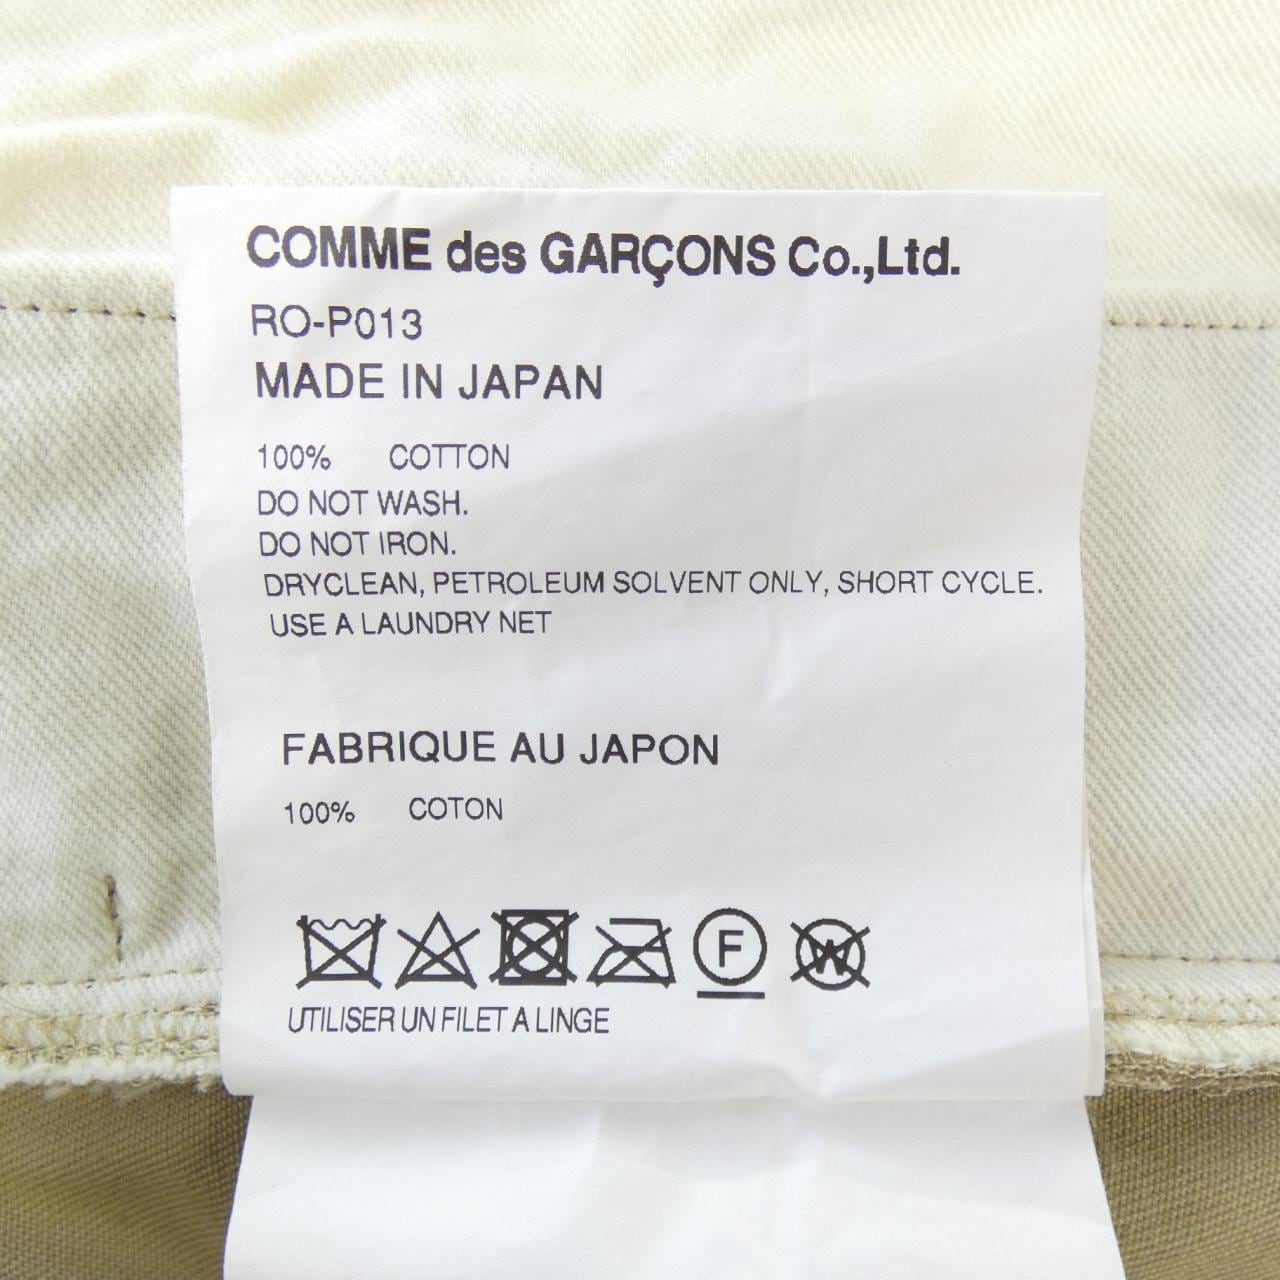 COMME des GARÇONS Co.,Ltd.
RO-P013
MADE IN JAPAN
100% COTTON
DO NOT WASH.
DO NOT IRON.
DRYCLEAN, PETROLEUM SOLVENT ONLY, SHORT CYCLE.
USE A LAUNDRY NET
FABRIQUE AU JAPON
100% COTON
F W
UTILISER UN FILET A LINGE